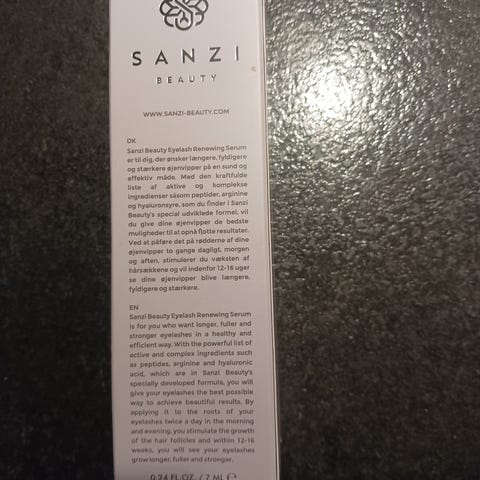 SANZI
BEAUTY
WWW.SANZI-BEAUTY.COM
DK
Sanzi Beauty Eyelash Renewing Serum
er til dig, der ønsker længere, fyldigere
og stærkere øjenvipper på en sund og
effektiv måde. Med den kraftfulde
liste af aktive og komplekse
ingredienser såsom peptider, arginine
og hyaluronsyre, som du finder i Sanzi
Beauty's special udviklede formel, vil
du give dine øjenvipper de bedste
muligheder til at opnå flotte resultater.
Ved at påføre det på rødderne af dine
øjenvipper to gange dagligt, morgen
og aften, stimulerer du væksten af
hårsækkene og vil indenfor 12-16 uger
se dine øjenvipper blive længere,
fyldigere og stærkere.
EN
Sanzi Beauty Eyelash Renewing Serum
is for you who want longer, fuller and
stronger eyelashes in a healthy and
efficient way. With the powerful list of
active and complex ingredients such
as peptides, arginine and hyaluronic
acid, which are in Sanzi Beauty's
specially developed formula, you will
give your eyelashes the best possible
way to achieve beautiful results. By
applying it to the roots of your
eyelashes twice a day in the morning
and evening, you stimulate the growth
of the hair follicles and within 12-16
weeks, you will see your eyelashes
grow longer, fuller and stronger.
0.24 FL.OZ. / 7 ML ℮